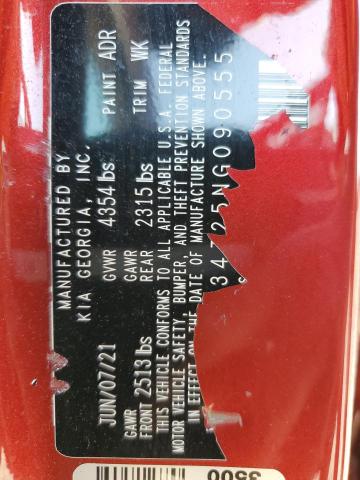 MANUFACTURED BY
KIA GEORGIA, INC.
JUN/07/21 GVWR 4354 lbs PAINT ADR
GAWR FRONT 2513 lbs GAWR REAR 2315 lbs TRIM WK
THIS VEHICLE CONFORMS TO ALL APPLICABLE U.S.A. FEDERAL
MOTOR VEHICLE SAFETY, BUMPER, AND THEFT PREVENTION STANDARDS
IN EFFECT ON THE DATE OF MANUFACTURE SHOWN ABOVE.
25NG090555
3500